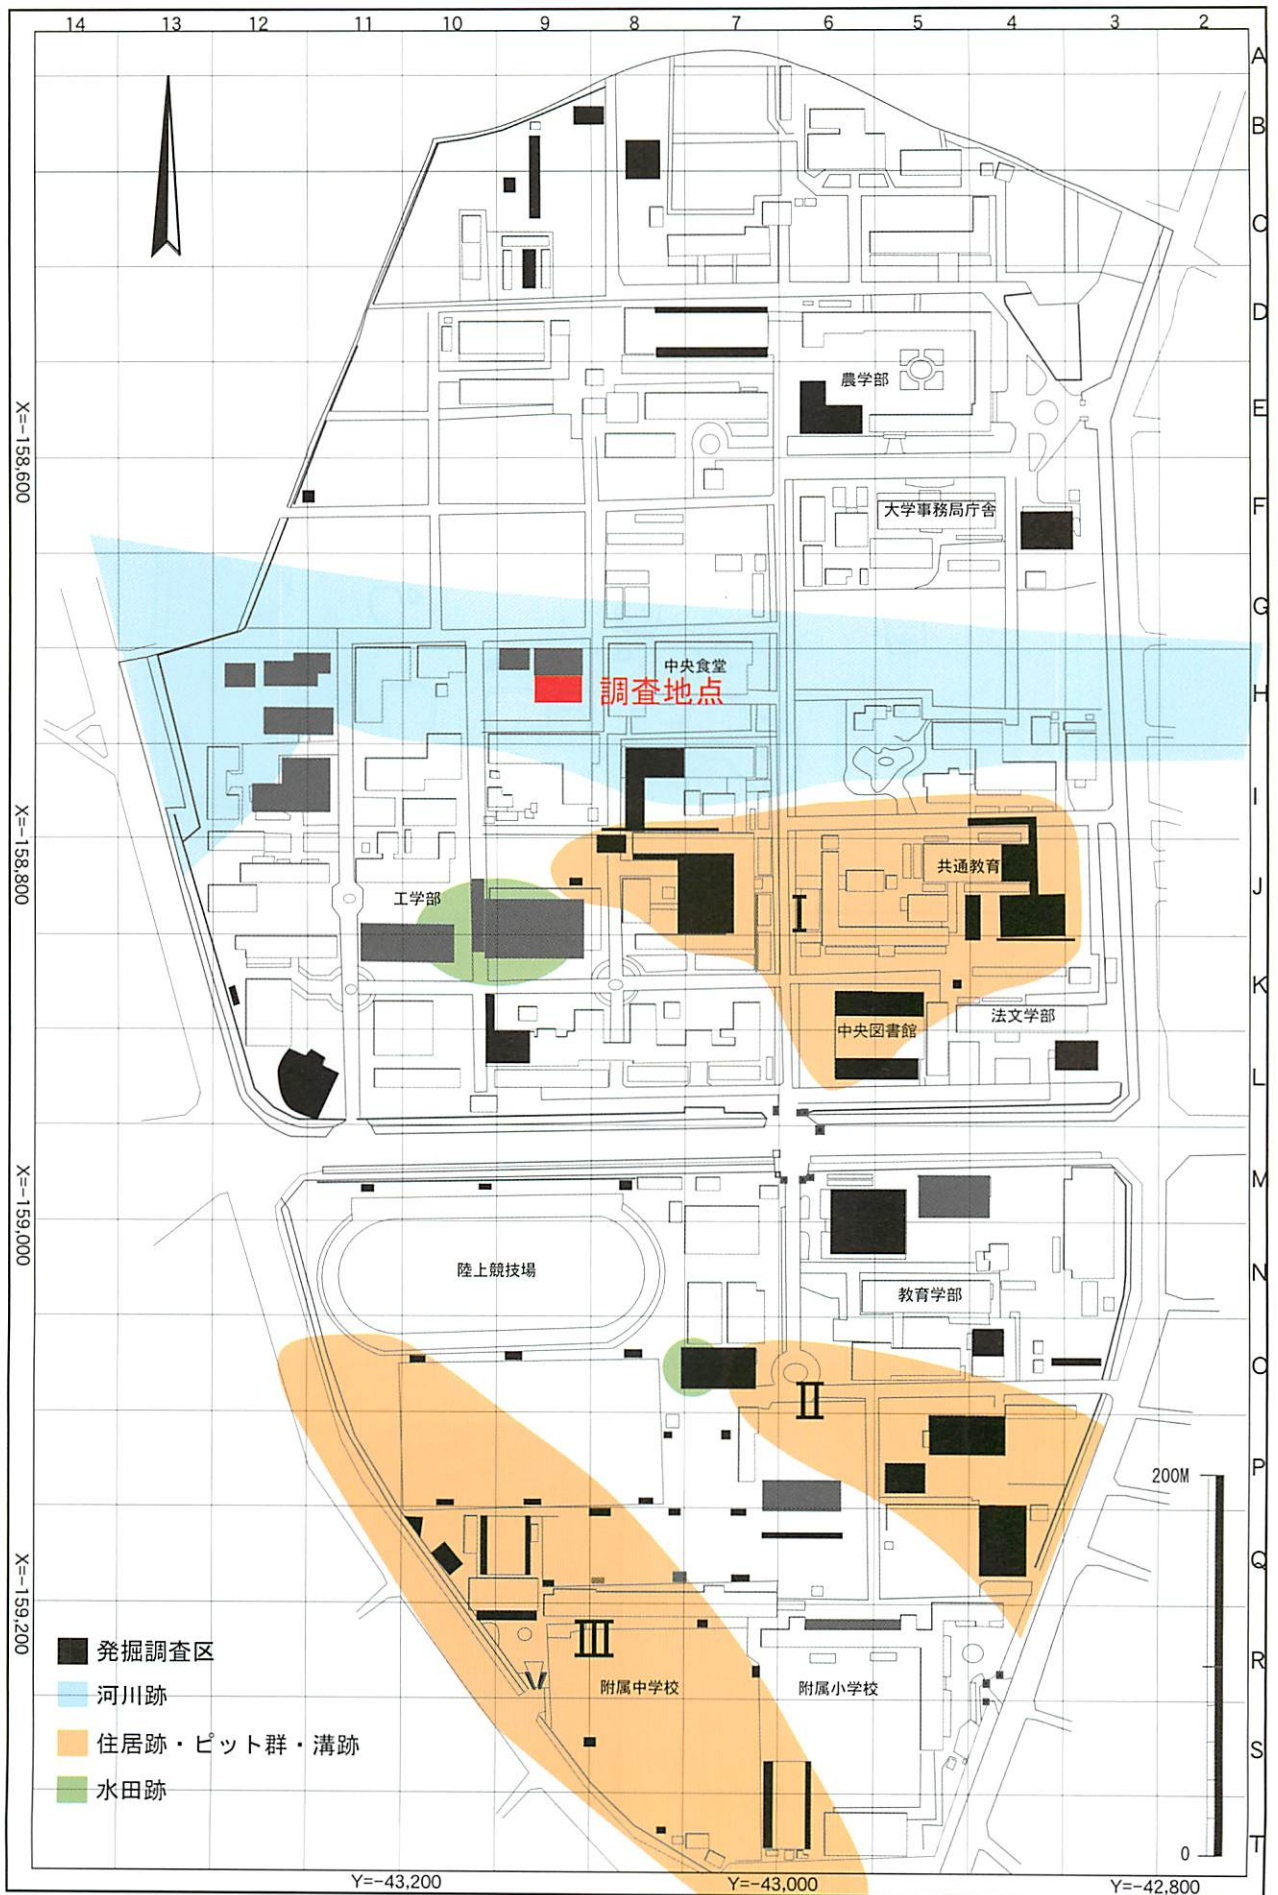 14 13 12 11 10 9 8 7 6 5 4 3 2
A
B
C
D
農学部
E
X=-158,600
大学事務局庁舎
F
G
中央食堂
調査地点
H
I
X=-158,800
共通教育
J
工学部
I
K
法文学部
中央図書館
L
M
X=-159,000
陸上競技場
N
教育学部
O
II
P
200M
Q
X=-159,200
III
R
発掘調査区
河川跡
附属中学校
附属小学校
住居跡・ピット群・溝跡
S
水田跡
T
0
Y=-43,200
Y=-43,000
Y=-42,800